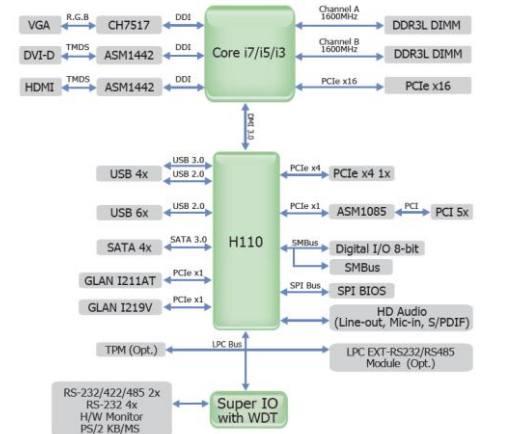 VGA R.G.B CH7517 DDI
DVI-D TMDS ASM1442 DDI
HDMI TMDS ASM1442 DDI
Core i7/i5/i3
Channel A
1600MHz
DDR3L DIMM
Channel B
1600MHz
DDR3L DIMM
PCIe x16 PCIe x16
DMI 3.0
USB 4x
USB 3.0
USB 2.0
USB 6x USB 2.0
SATA 4x SATA 3.0
GLAN I211AT PCIe x1
GLAN I219V PCIe x1
H110
PCIe x4 PCIe x4 1x
PCIe x1 ASM1085 PCI PCI 5x
SMBus Digital I/O 8-bit
SMBus
SPI Bus SPI BIOS
HD Audio
(Line-out, Mic-in, S/PDIF)
TPM (Opt.) LPC Bus
LPC EXT-RS232/RS485
Module (Opt.)
RS-232/422/485 2x
RS-232 4x
H/W Monitor
PS/2 KB/MS
Super IO
with WDT